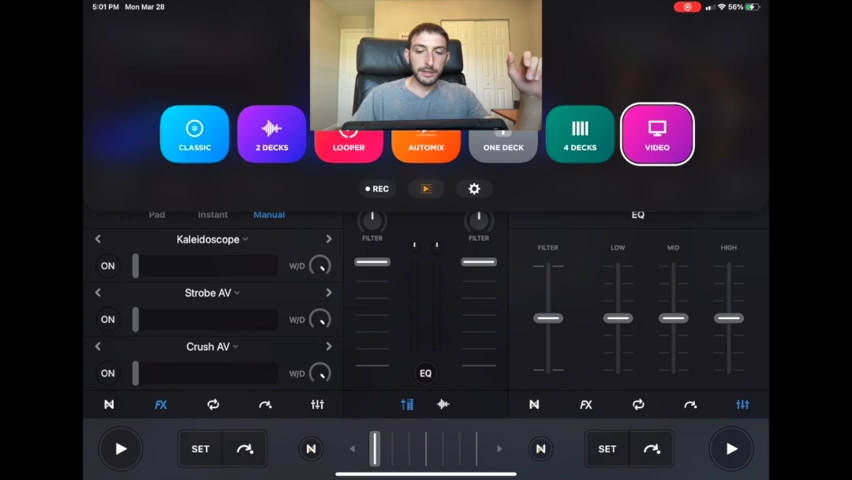 5:01 PM Mon Mar 28
56%
CLASSIC 2 DECKS LOOPER AUTOMIX ONE DECK 4 DECKS VIDEO
REC
Pad Instant Manual
EQ
FILTER FILTER
Kaleidoscope
FILTER LOW MID HIGH
ON W/D
Strobe AV
ON W/D
Crush AV
ON W/D
EQ
FX FX
SET SET